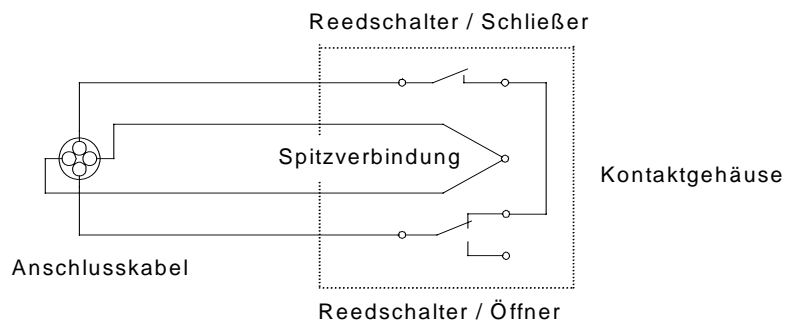 Reedschalter / Schließer
Spitzverbindung
Kontaktgehäuse
Anschlusskabel
Reedschalter / Öffner